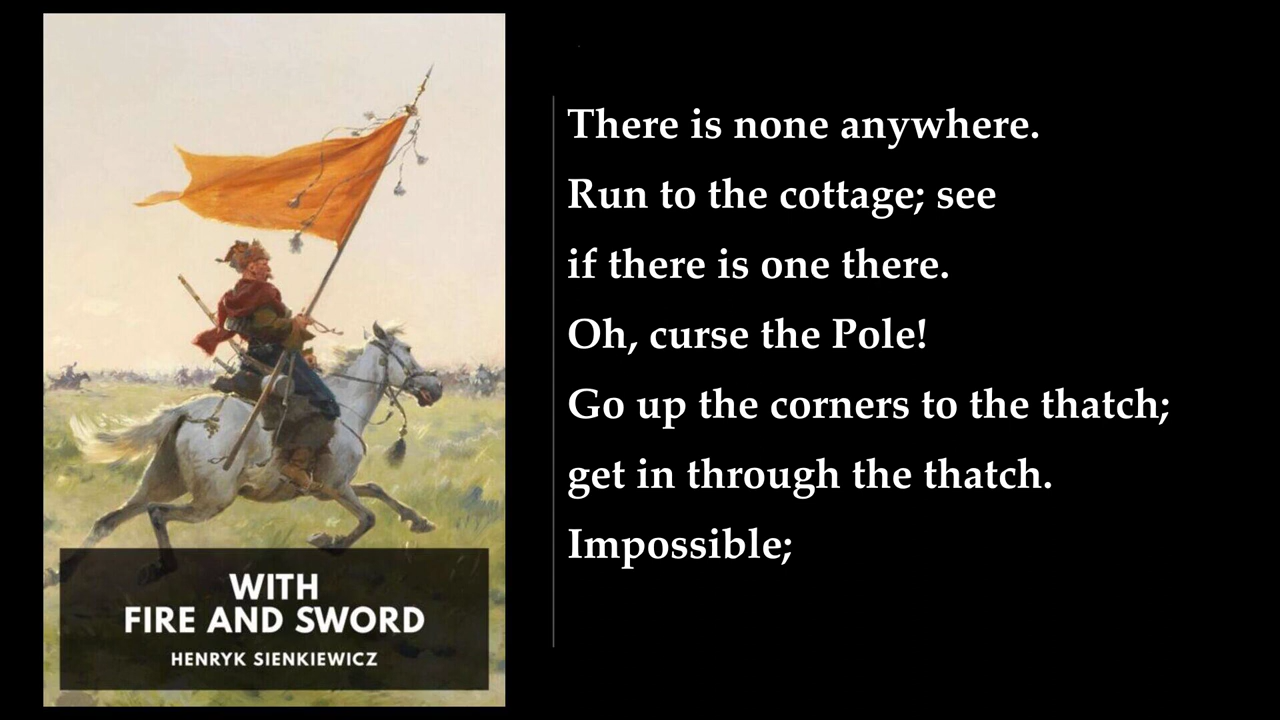 WITH
FIRE AND SWORD
HENRYK SIENKIEWICZ
There is none anywhere.
Run to the cottage; see
if there is one there.
Oh, curse the Pole!
Go up the corners to the thatch;
get in through the thatch.
Impossible;